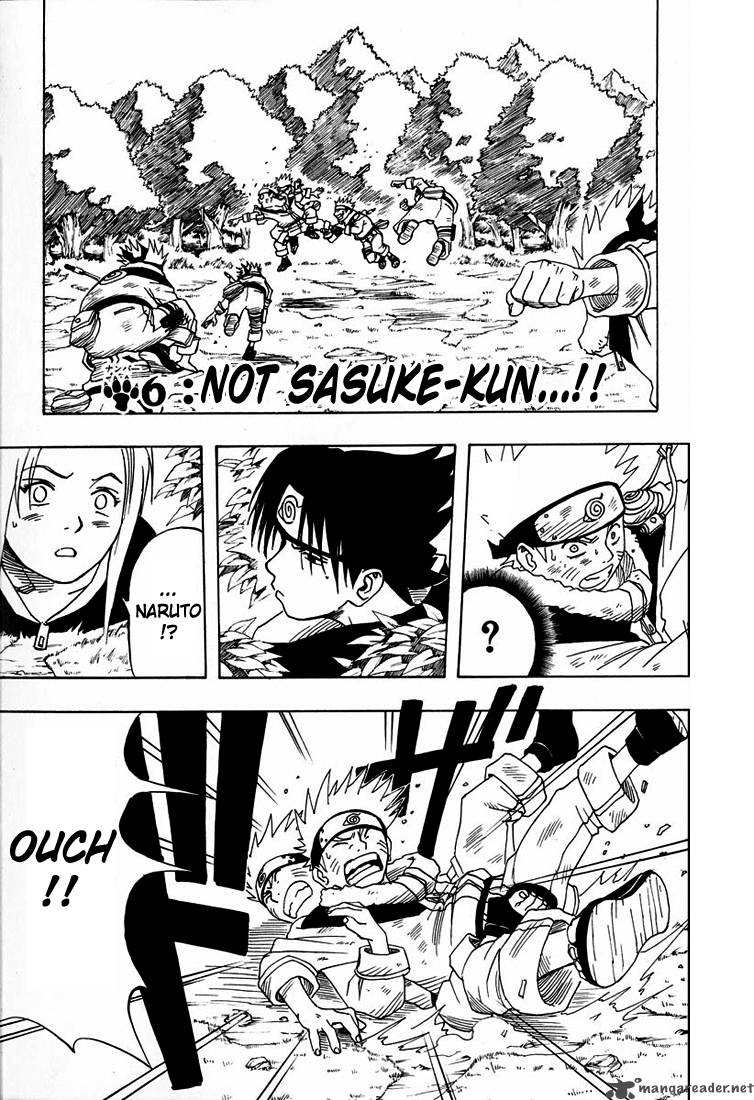 6 : NOT SASUKE-KUN...!!
?
...
NARUTO
!?
OUCH
!!
mangareader.net